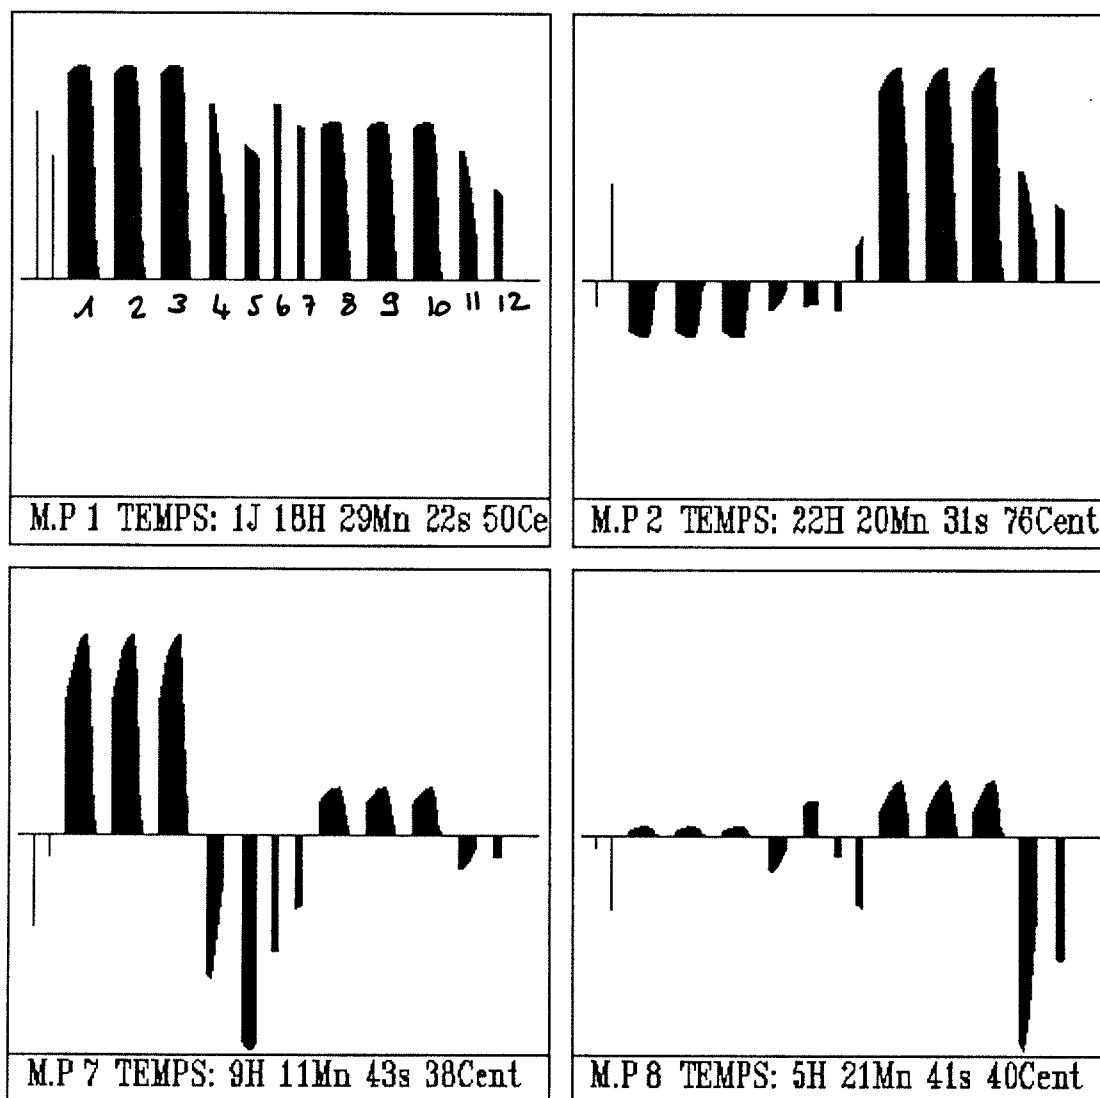 1 2 3 4 5 6 7 8 9 10 11 12
M.P 1 TEMPS: 1J 18H 29Mn 22s 50Ce
M.P 2 TEMPS: 22H 20Mn 31s 76Cent
M.P 7 TEMPS: 9H 11Mn 43s 38Cent
M.P 8 TEMPS: 5H 21Mn 41s 40Cent